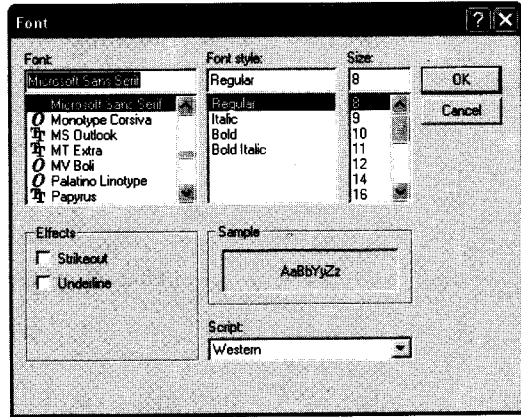 Font
Font: Font style: Size:
Microsoft Sans Serif Regular 8 OK
Microsoft Sans Serif Regular 8 Cancel
Monotype Corsiva Italic 9
MS Outlook Bold 10
MT Extra Bold Italic 11
MV Boli 12
Palatino Linotype 14
Papyrus 16
Effects Sample
Strikeout AaBbYyZz
Underline
Script:
Western